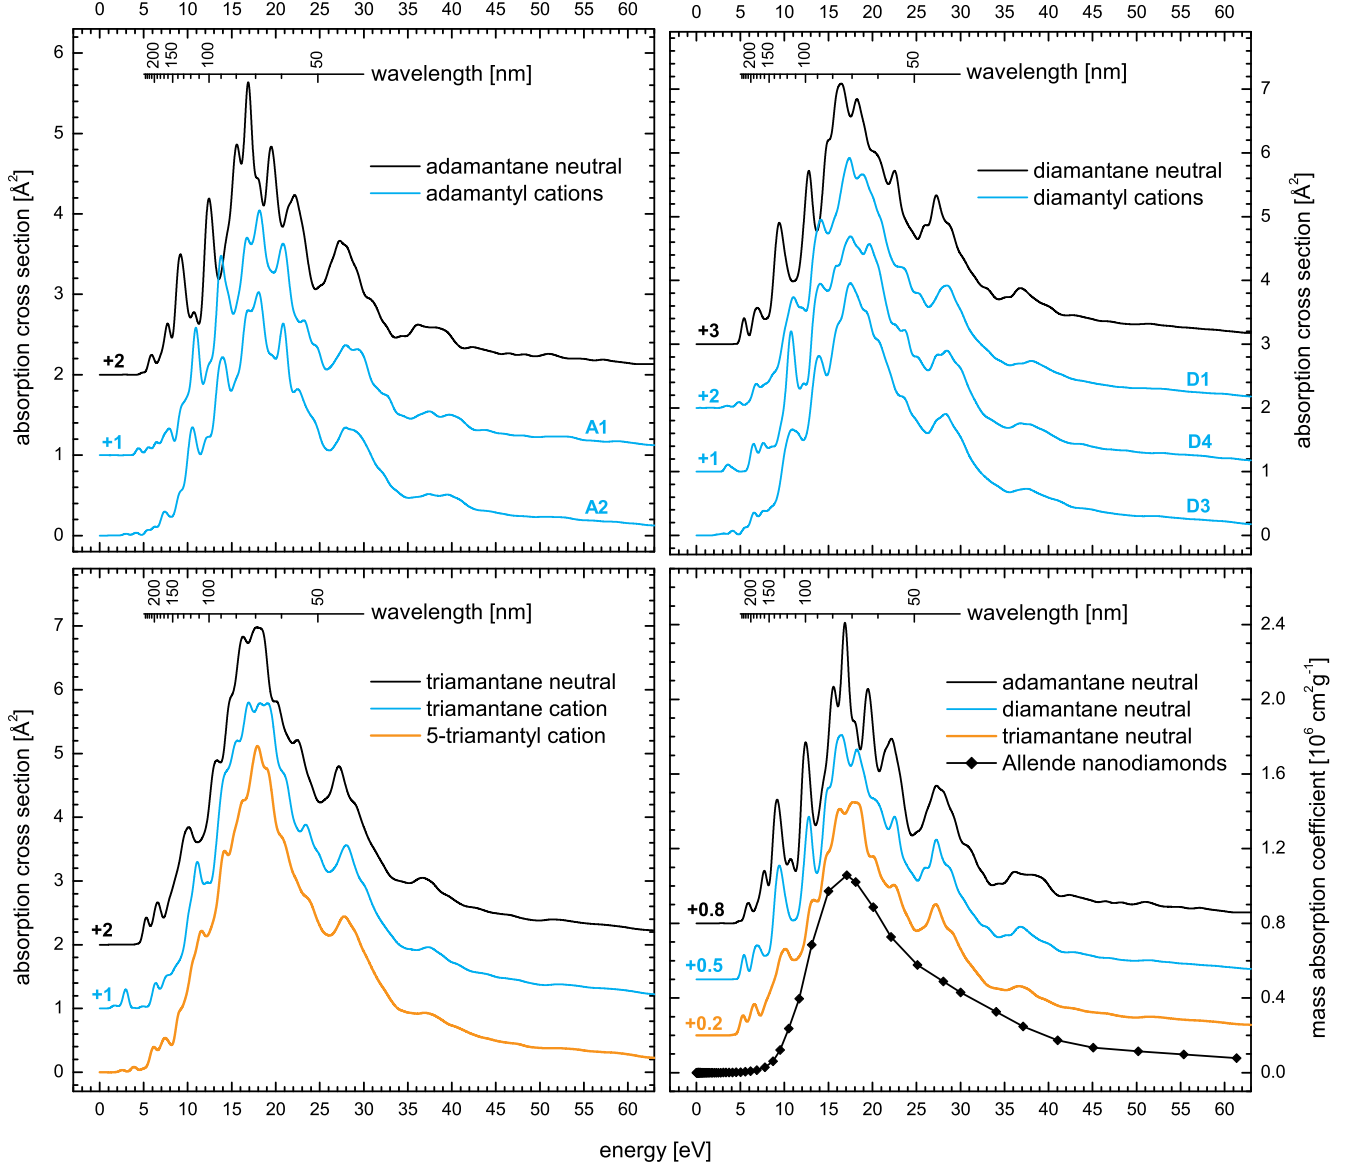 0 5 10 15 20 25 30 35 40 45 50 55 60
0 5 10 15 20 25 30 35 40 45 50 55 60
absorption cross section [Å2]
6
5
4
3
2
1
0
200 150 100 50
wavelength [nm]
adamantane neutral
adamantyl cations
+2
+1
A1
A2
200 150 100 50
wavelength [nm]
diamantane neutral
diamantyl cations
+3
+2
+1
D1
D4
D3
7
6
5
4
3
2
1
0
absorption cross section [Å2]
absorption cross section [Å2]
7
6
5
4
3
2
1
0
200 150 100 50
wavelength [nm]
triamantane neutral
triamantane cation
5-triamantyl cation
+2
+1
200 150 100 50
wavelength [nm]
adamantane neutral
diamantane neutral
triamantane neutral
Allende nanodiamonds
+0.8
+0.5
+0.2
2.4
2.0
1.6
1.2
0.8
0.4
0.0
mass absorption coefficient [10⁶ cm²g⁻¹]
0 5 10 15 20 25 30 35 40 45 50 55 60
0 5 10 15 20 25 30 35 40 45 50 55 60
energy [eV]